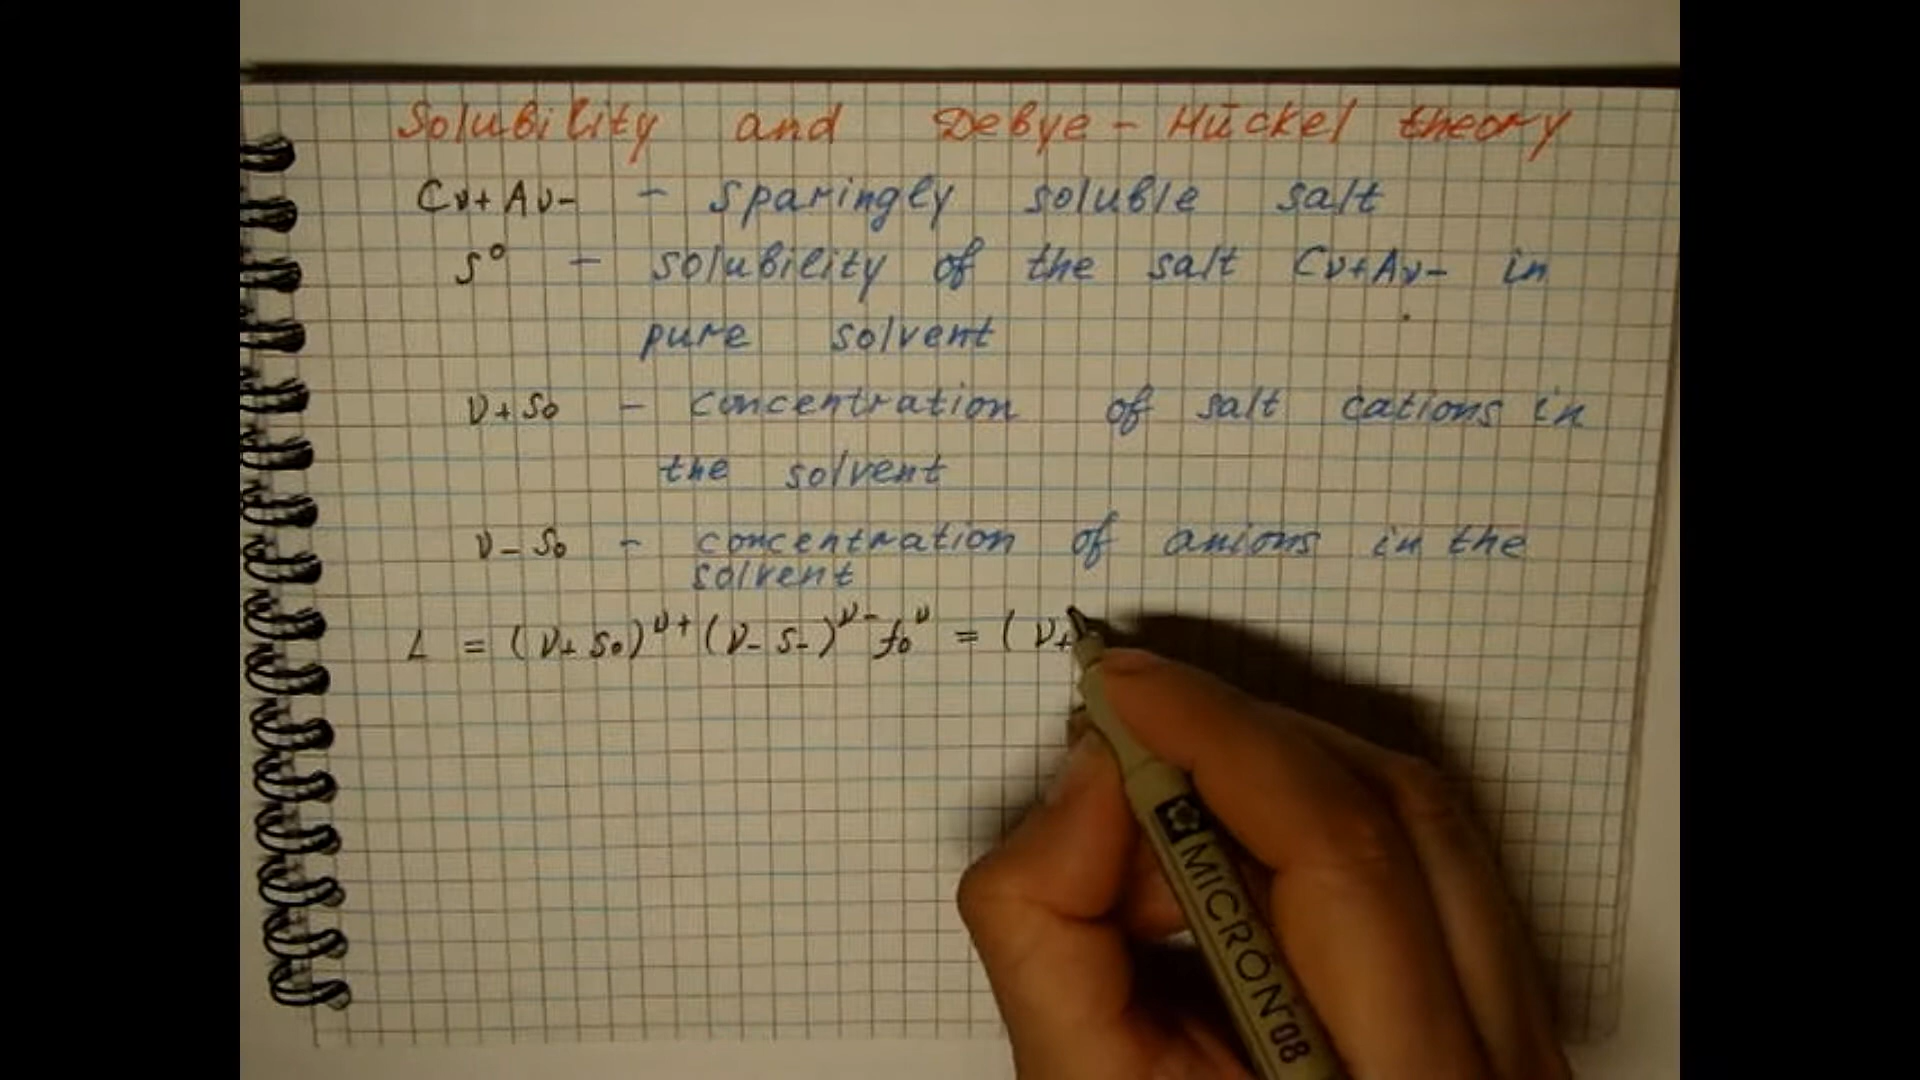 Solubility and Debye-Hückel theory
Cν+Aν- - sparingly soluble salt
S⁰ - solubility of the salt Cν+Aν- in
pure solvent
ν+S₀ - concentration of salt cations in
the solvent
ν-S₀ - concentration of anions in the
solvent
L = (ν+S₀)^ν+ (ν-S-)^ν- f₀^ν = (ν+
MICRON 08